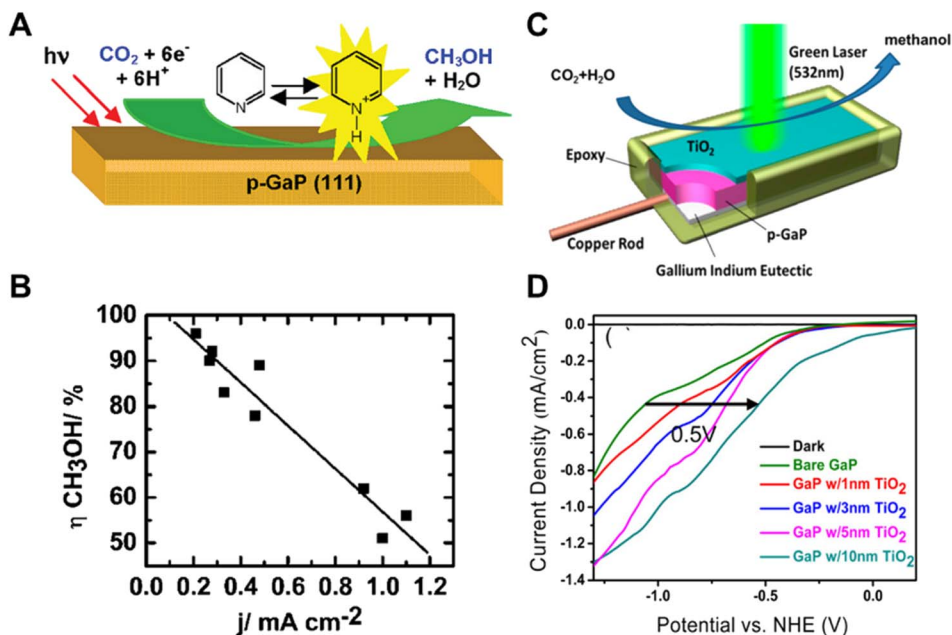 A
hν
CO2 + 6e-
+ 6H+
N
N+
H
CH3OH
+ H2O
p-GaP (111)
C
CO2+H2O
Green Laser
(532nm)
methanol
TiO2
Epoxy
p-GaP
Copper Rod
Gallium Indium Eutectic
B
η CH3OH/ %
100
90
80
70
60
50
0.0 0.2 0.4 0.6 0.8 1.0 1.2
j/ mA cm-2
D
Current Density (mA/cm2)
0.0
-0.2
-0.4
-0.6
-0.8
-1.0
-1.2
-1.4
0.5V
Dark
Bare GaP
GaP w/1nm TiO2
GaP w/3nm TiO2
GaP w/5nm TiO2
GaP w/10nm TiO2
-1.0 -0.5 0.0
Potential vs. NHE (V)